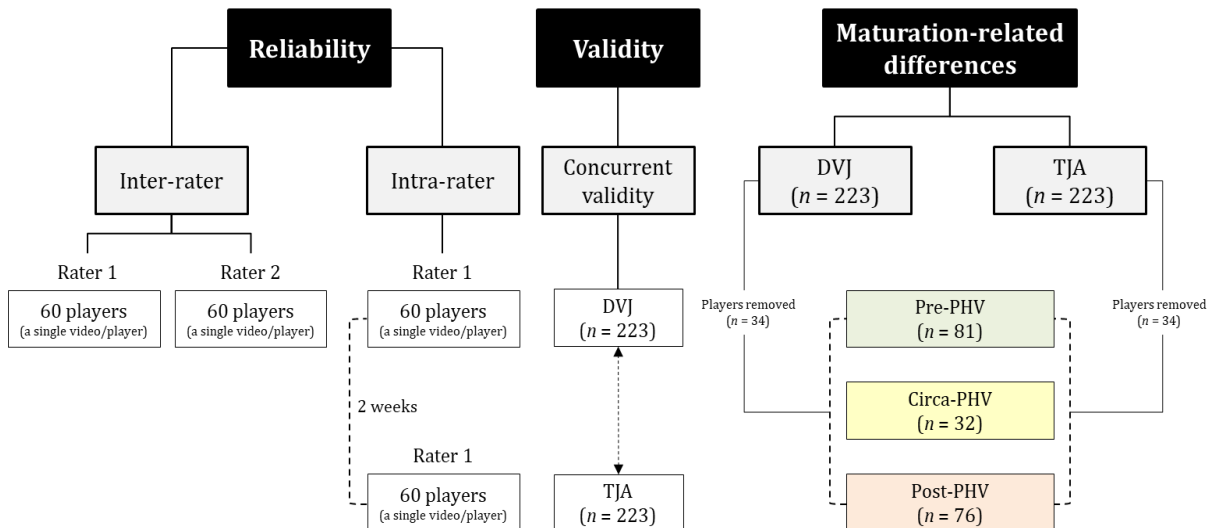 Reliability
Inter-rater
Rater 1
60 players
(a single video/player)
Rater 2
60 players
(a single video/player)
Intra-rater
Rater 1
60 players
(a single video/player)
2 weeks
Rater 1
60 players
(a single video/player)
Validity
Concurrent
validity
DVJ
(n = 223)
TJA
(n = 223)
Maturation-related
differences
DVJ
(n = 223)
TJA
(n = 223)
Players removed
(n = 34)
Pre-PHV
(n = 81)
Circa-PHV
(n = 32)
Post-PHV
(n = 76)
Players removed
(n = 34)